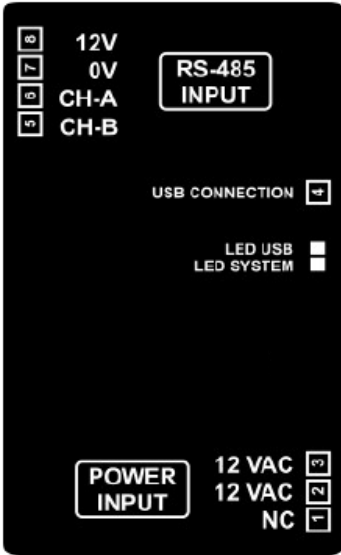 8 12V
7 0V
6 CH-A
5 CH-B
RS-485
INPUT
USB CONNECTION 4
LED USB
LED SYSTEM
POWER
INPUT
12 VAC 3
12 VAC 2
NC 1